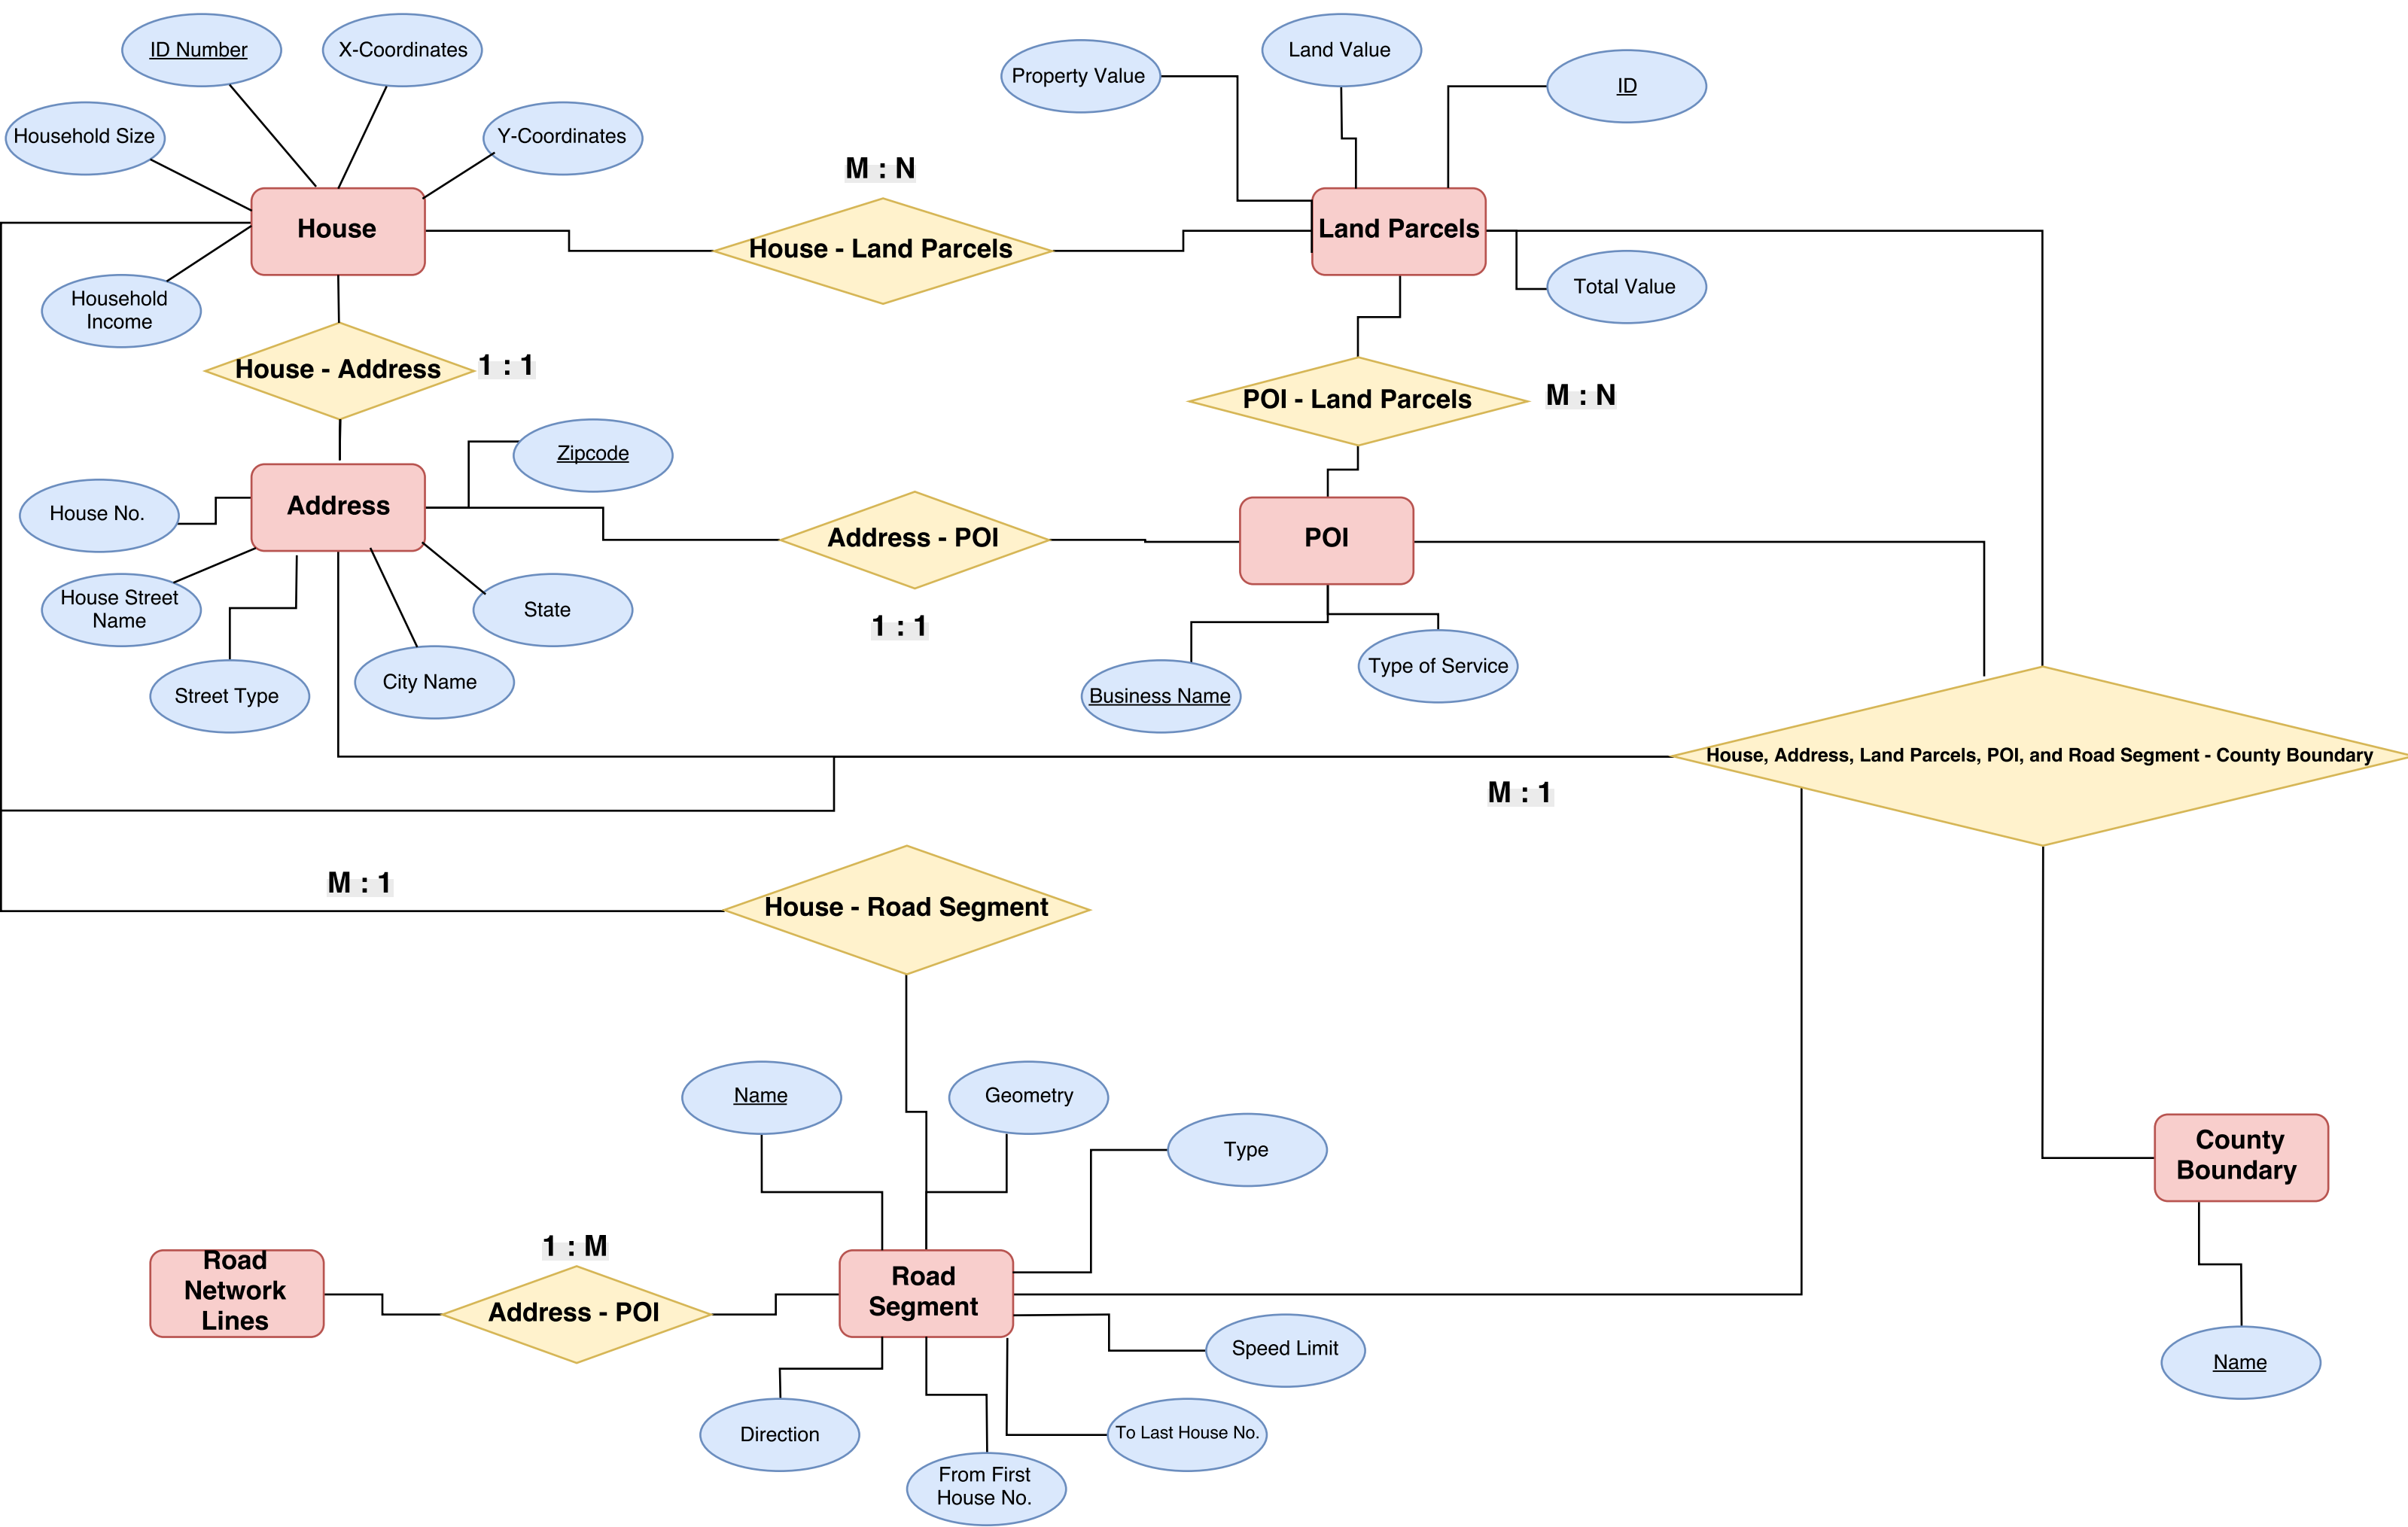 ID Number
X-Coordinates
Land Value
Property Value
ID
Household Size
Y-Coordinates
M : N
House
House - Land Parcels
Land Parcels
Household
Income
Total Value
House - Address
1 : 1
POI - Land Parcels
M : N
Zipcode
House No.
Address
Address - POI
POI
House Street
Name
State
1 : 1
Street Type
City Name
Business Name
Type of Service
House, Address, Land Parcels, POI, and Road Segment - County Boundary
M : 1
M : 1
House - Road Segment
Name
Geometry
Type
County
Boundary
1 : M
Road
Network
Lines
Address - POI
Road
Segment
Speed Limit
Name
Direction
To Last House No.
From First
House No.